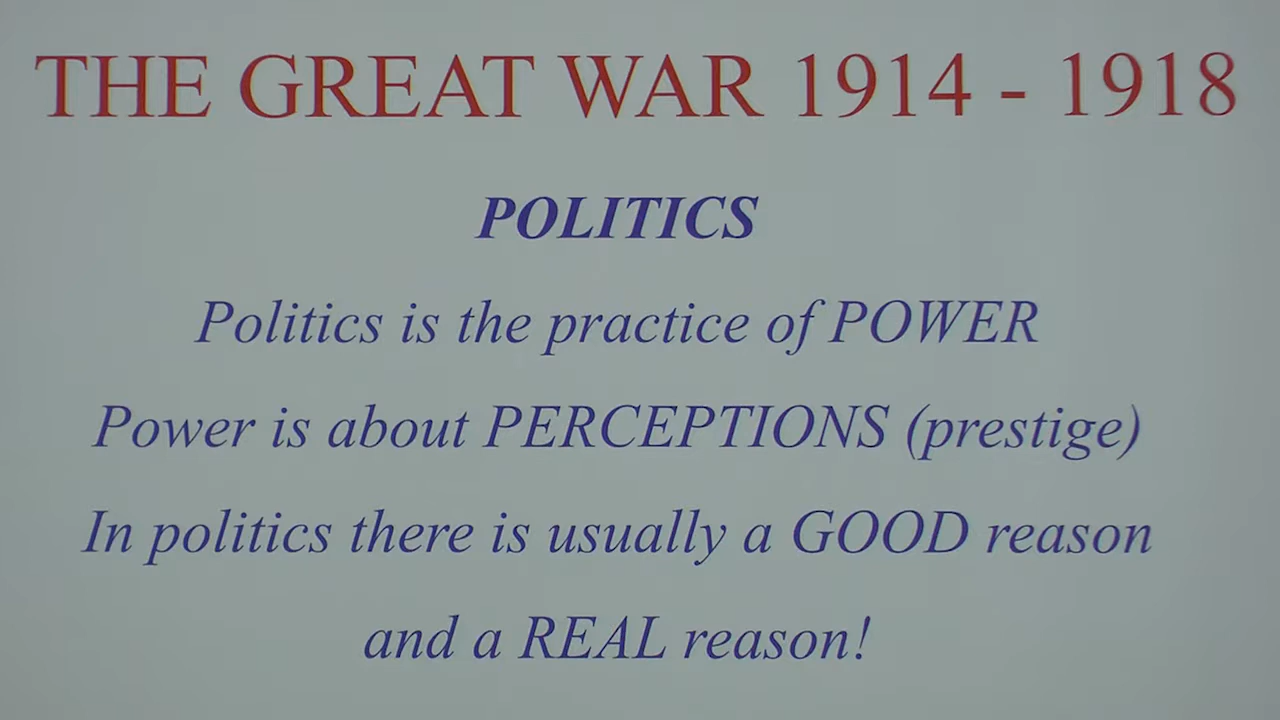 THE GREAT WAR 1914 - 1918
POLITICS
Politics is the practice of POWER
Power is about PERCEPTIONS (prestige)
In politics there is usually a GOOD reason
and a REAL reason!